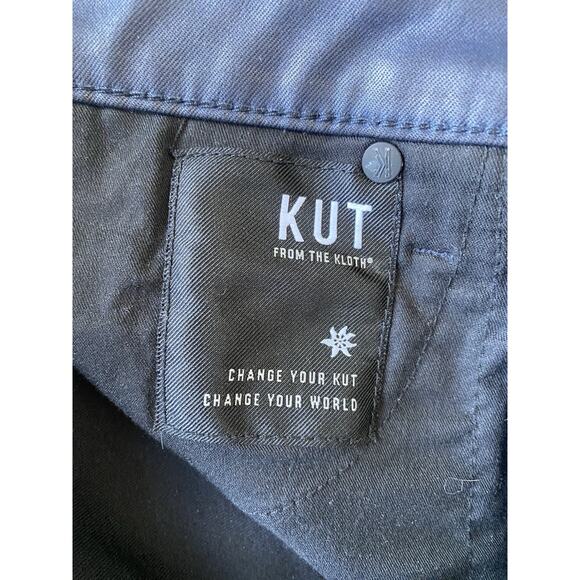 K
KUT
FROM THE KLOTH®
CHANGE YOUR KUT
CHANGE YOUR WORLD